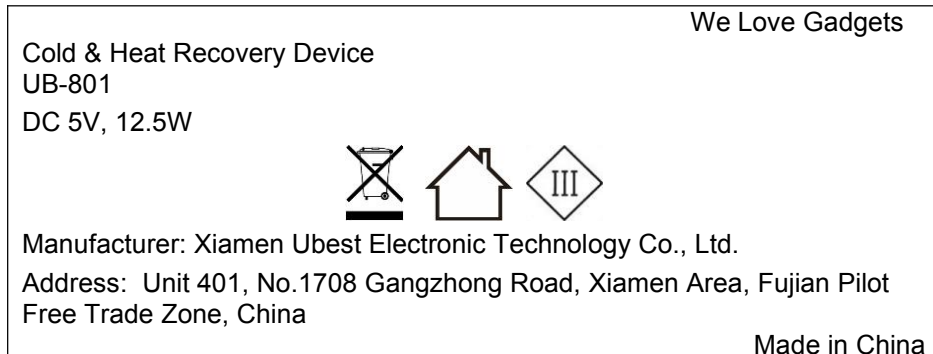 We Love Gadgets
Cold & Heat Recovery Device
UB-801
DC 5V, 12.5W
III
Manufacturer: Xiamen Ubest Electronic Technology Co., Ltd.
Address: Unit 401, No.1708 Gangzhong Road, Xiamen Area, Fujian Pilot
Free Trade Zone, China
Made in China